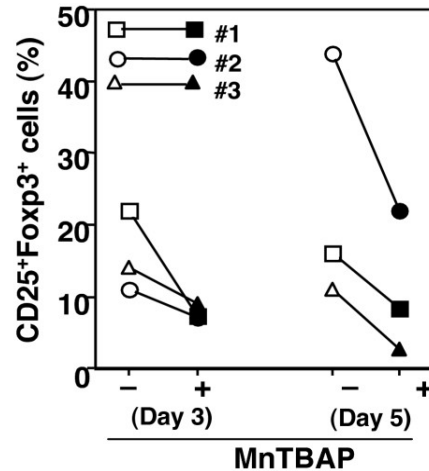 CD25⁺Foxp3⁺ cells (%)
50
40
30
20
10
0
#1
#2
#3
− + − +
(Day 3) (Day 5)
MnTBAP